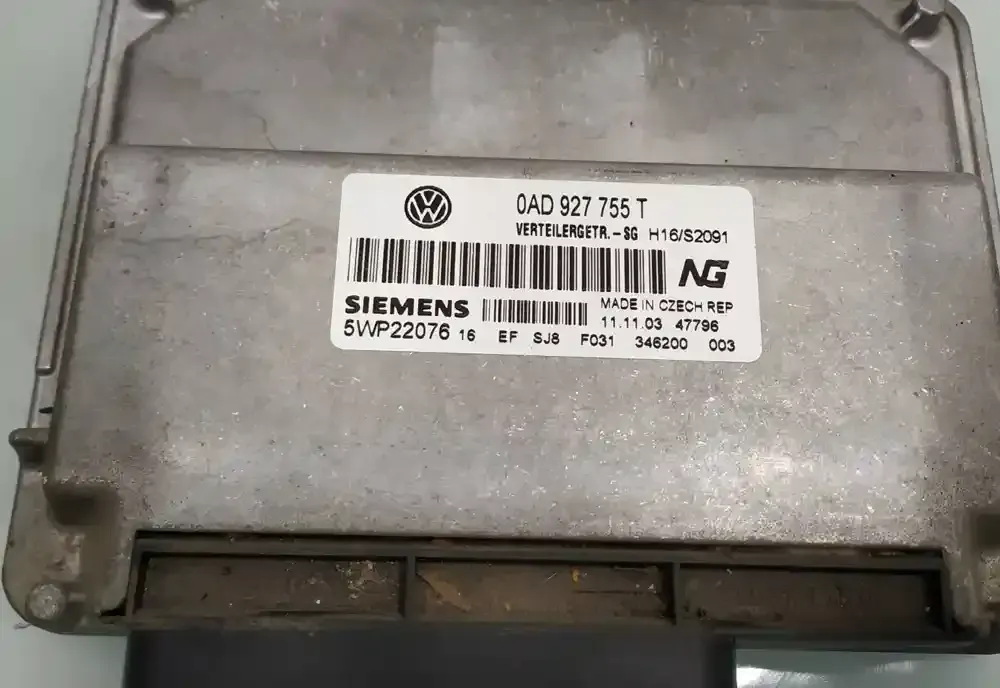 0AD 927 755 T
VERTEILERGETR.-SG H16/S2091
NG
SIEMENS MADE IN CZECH REP
11.11.03 47796
5WP22076 16 EF SJ8 F031 346200 003